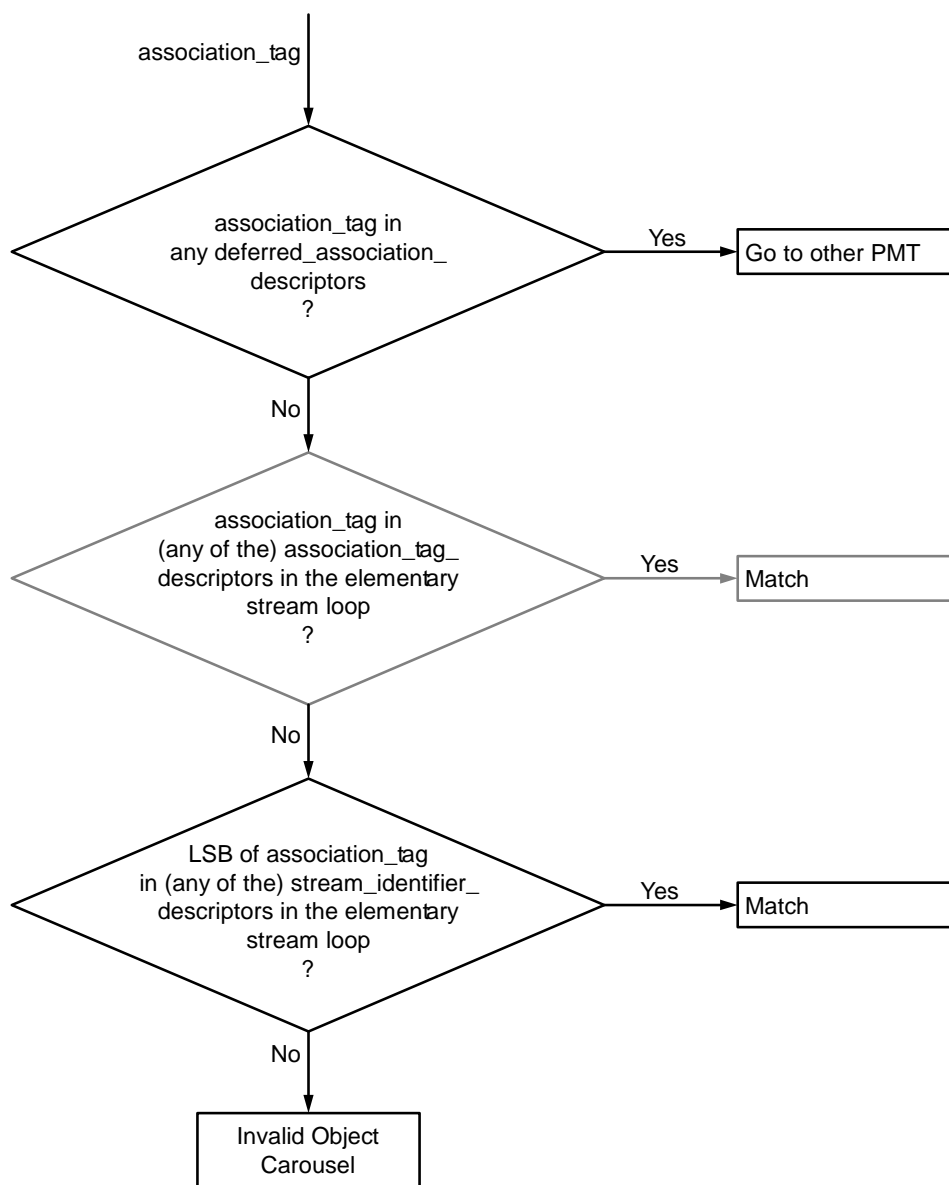 association_tag
association_tag in
any deferred_association_
descriptors
?
Yes
Go to other PMT
No
association_tag in
(any of the) association_tag_
descriptors in the elementary
stream loop
?
Yes
Match
No
LSB of association_tag
in (any of the) stream_identifier_
descriptors in the elementary
stream loop
?
Yes
Match
No
Invalid Object
Carousel